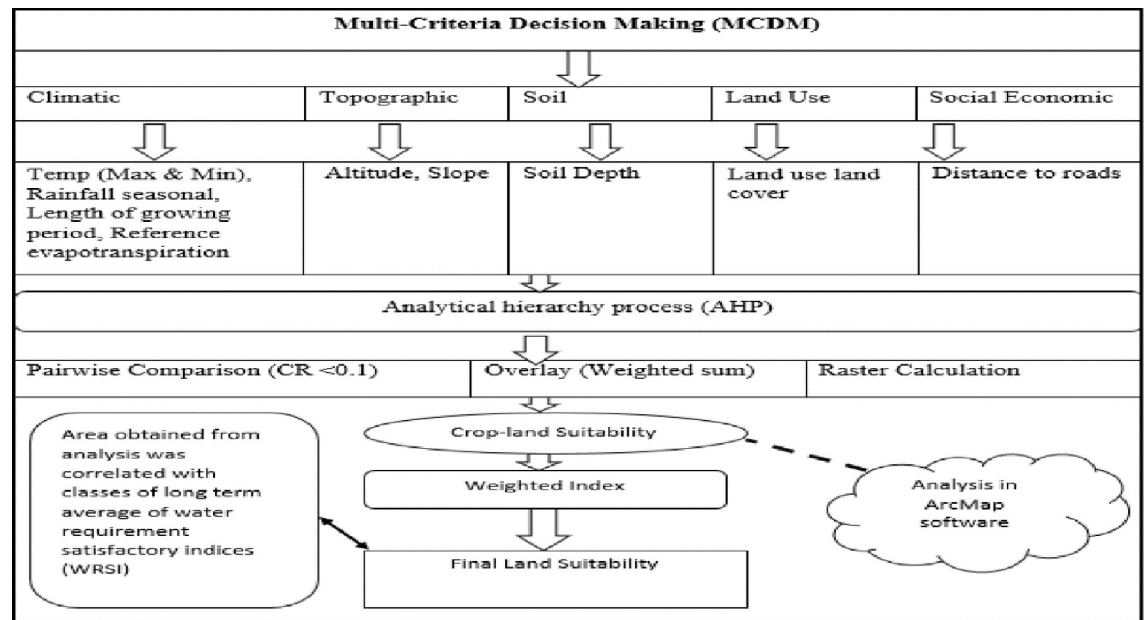 Multi-Criteria Decision Making (MCDM)
Climatic
Topographic
Soil
Land Use
Social Economic
Temp (Max & Min),
Rainfall seasonal,
Length of growing
period, Reference
evapotranspiration
Altitude, Slope
Soil Depth
Land use land
cover
Distance to roads
Analytical hierarchy process (AHP)
Pairwise Comparison (CR <0.1)
Overlay (Weighted sum)
Raster Calculation
Area obtained from
analysis was
correlated with
classes of long term
average of water
requirement
satisfactory indices
(WRSI)
Crop-land Suitability
Weighted Index
Final Land Suitability
Analysis in
ArcMap
software